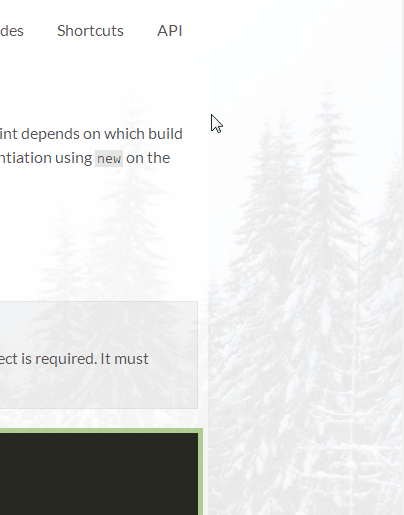 des Shortcuts API
int depends on which build
ntiation using new on the
ect is required. It must